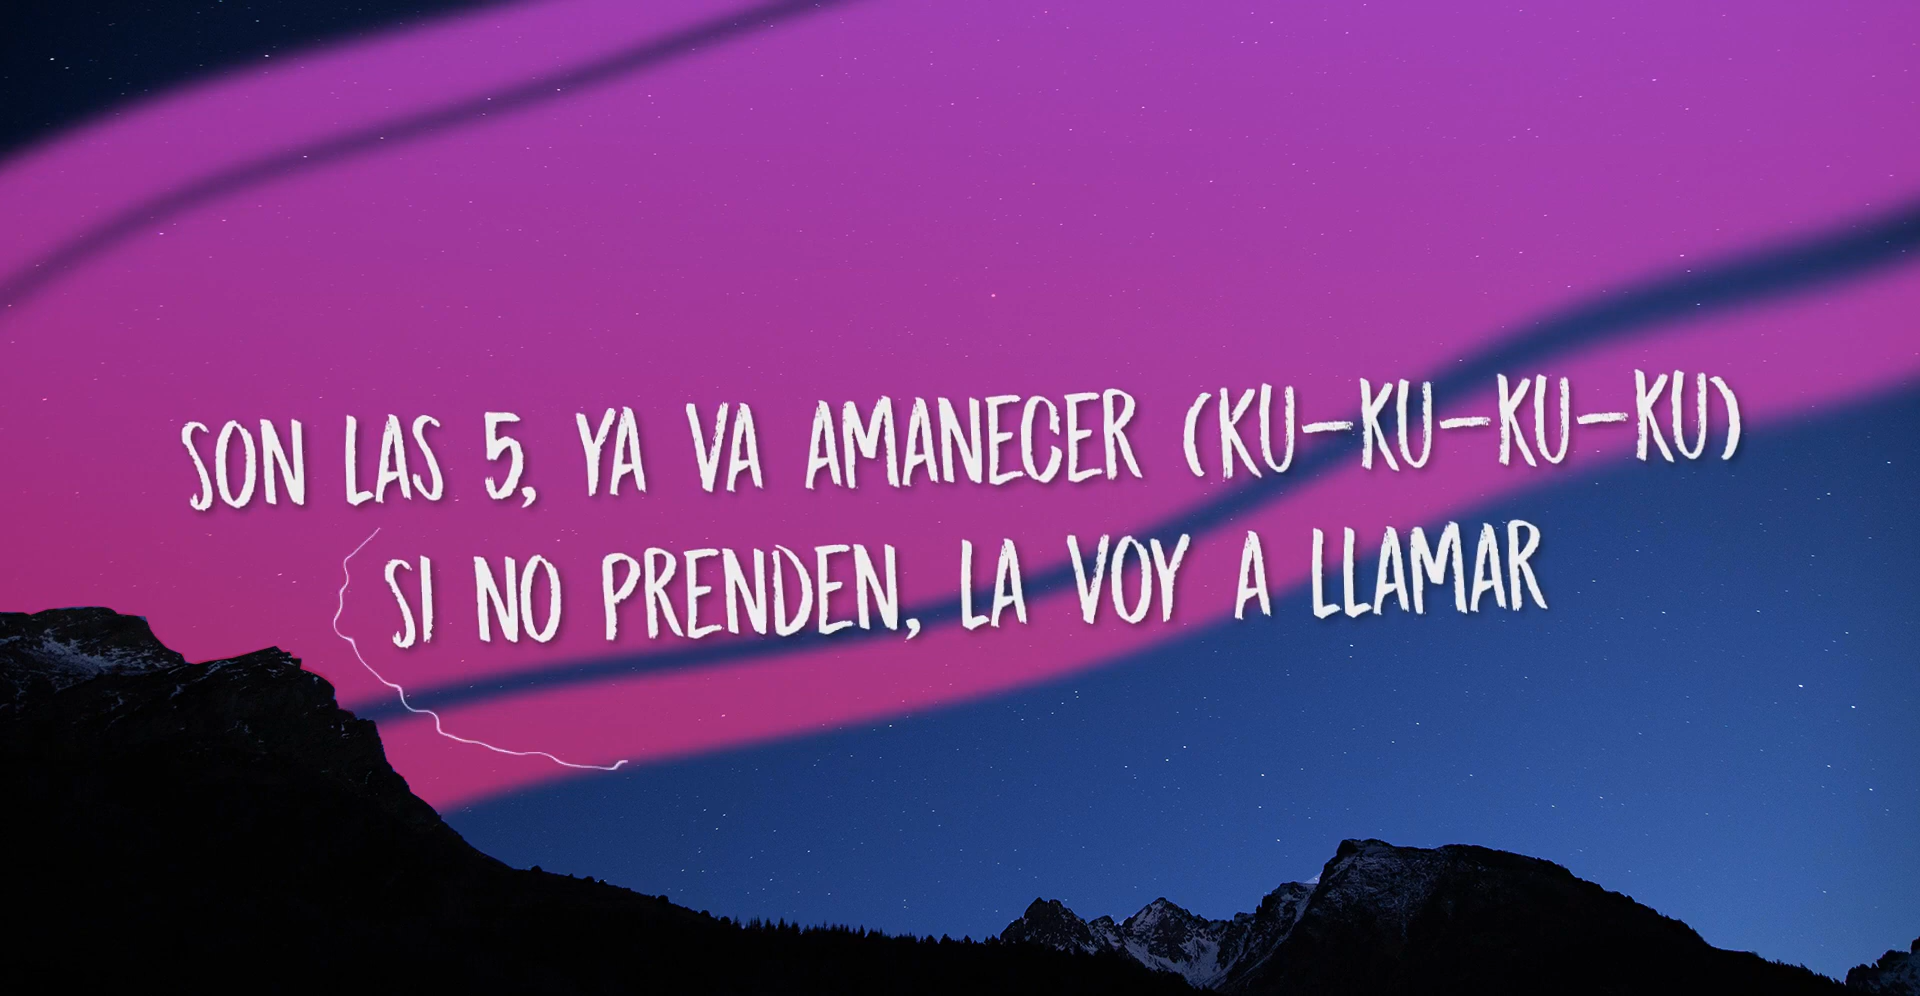 SON LAS 5, YA VA AMANECER (KU-KU-KU-KU)
SI NO PRENDEN, LA VOY A LLAMAR